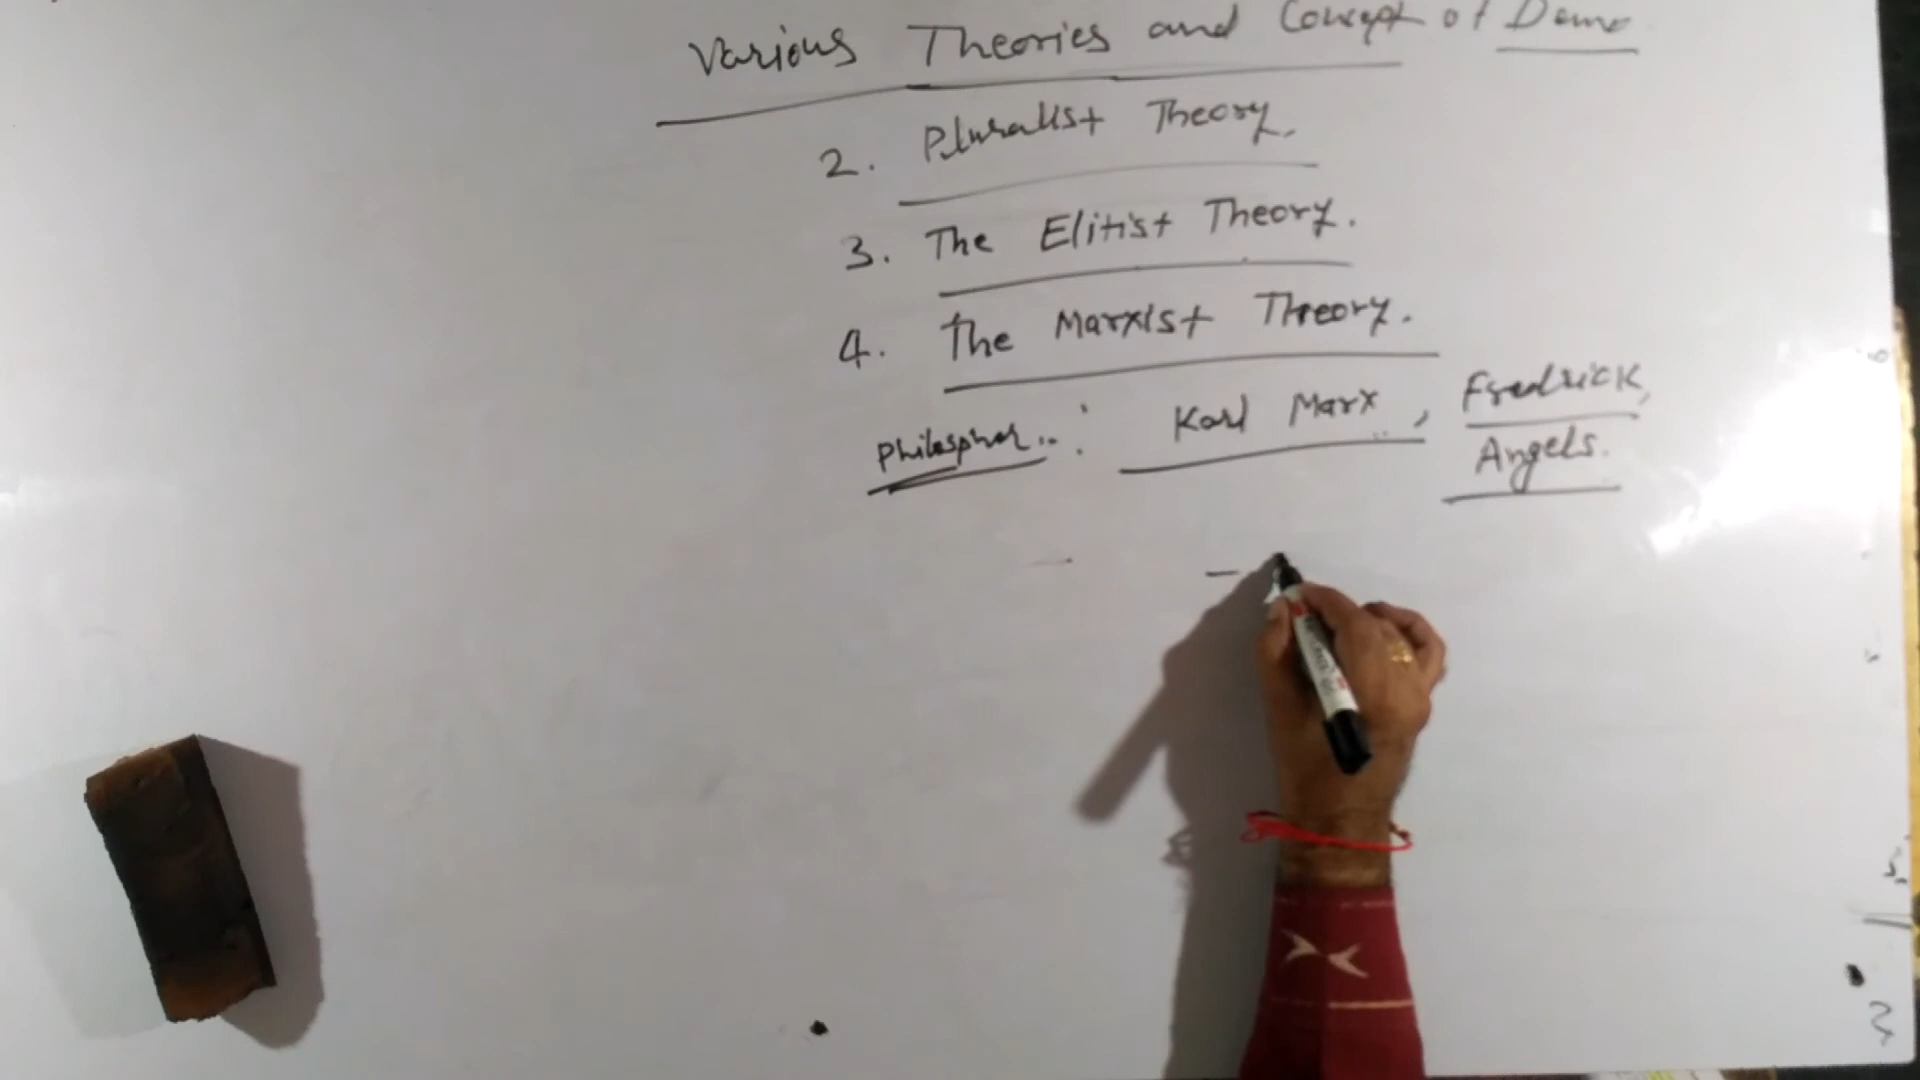 Various Theories and Concept of Demo
2. Pluralist Theory.
3. The Elitist Theory.
4. The Marxist Theory.
Philospher : Karl Marx, Fredrick,
Angels.